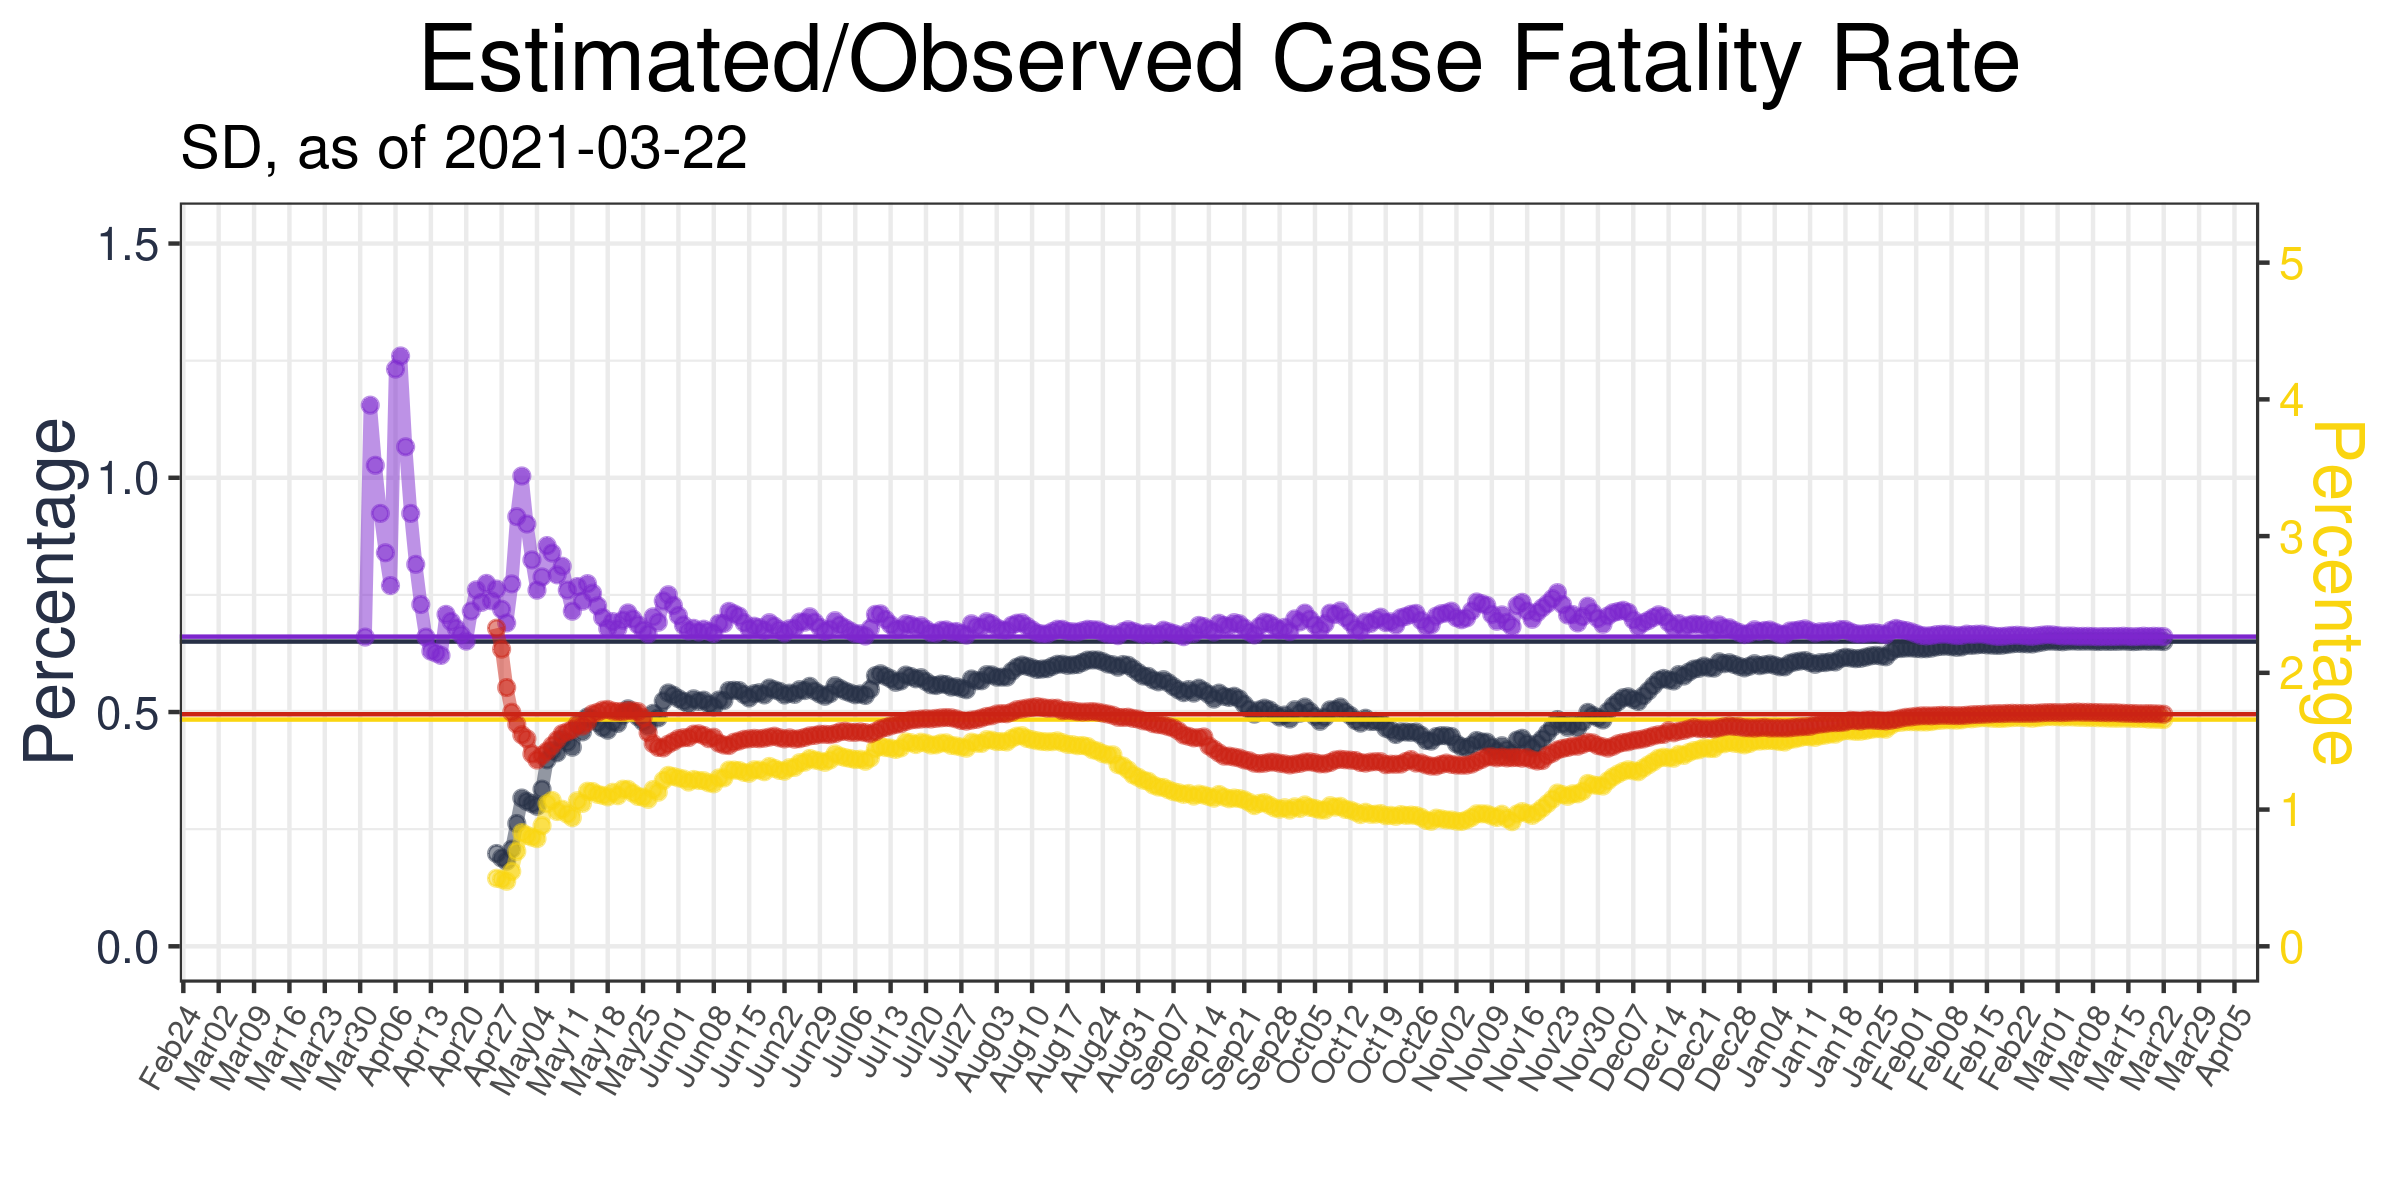 Estimated/Observed Case Fatality Rate
SD, as of 2021-03-22
Percentage
1.5
1.0
0.5
0.0
5
4
3
2
1
0
Percentage
Feb24
Mar02
Mar09
Mar16
Mar23
Mar30
Apr06
Apr13
Apr20
Apr27
May04
May11
May18
May25
Jun01
Jun08
Jun15
Jun22
Jun29
Jul06
Jul13
Jul20
Jul27
Aug03
Aug10
Aug17
Aug24
Aug31
Sep07
Sep14
Sep21
Sep28
Oct05
Oct12
Oct19
Oct26
Nov02
Nov09
Nov16
Nov23
Nov30
Dec07
Dec14
Dec21
Dec28
Jan04
Jan11
Jan18
Jan25
Feb01
Feb08
Feb15
Feb22
Mar01
Mar08
Mar15
Mar22
Mar29
Apr05